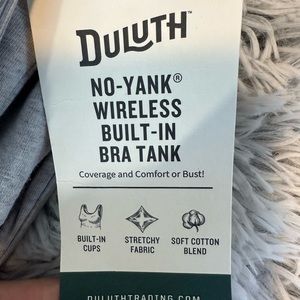 DULUTH™
NO-YANK®
WIRELESS
BUILT-IN
BRA TANK
Coverage and Comfort or Bust!
BUILT-IN
CUPS
STRETCHY
FABRIC
SOFT COTTON
BLEND
DULUTHTRADING.COM